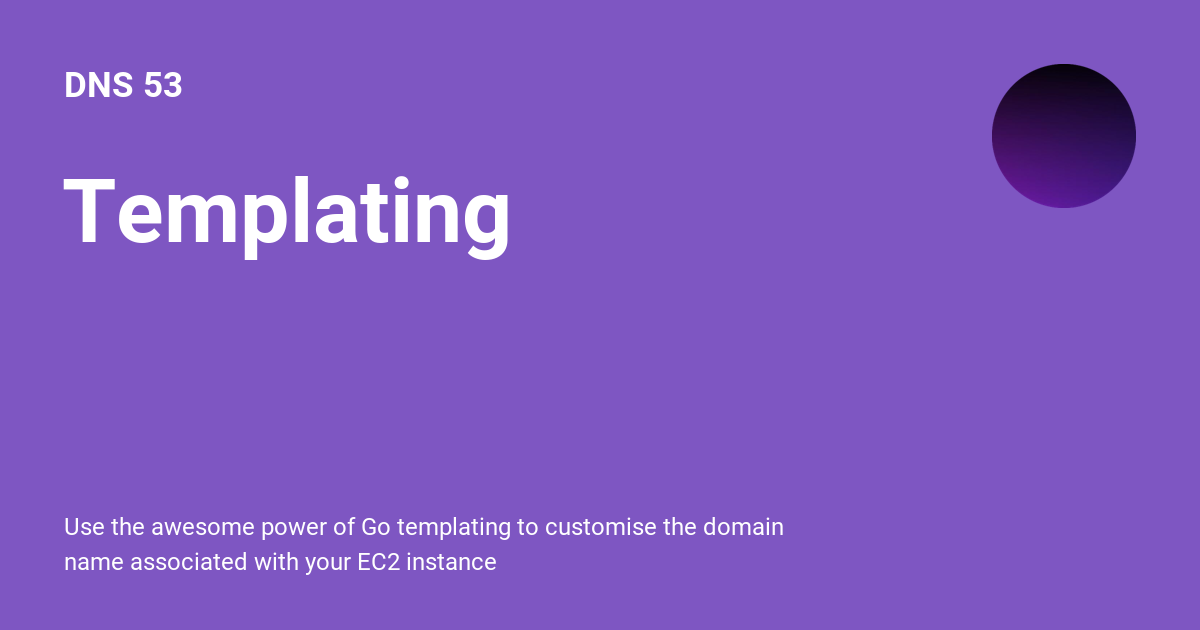 DNS 53
Templating
Use the awesome power of Go templating to customise the domain
name associated with your EC2 instance